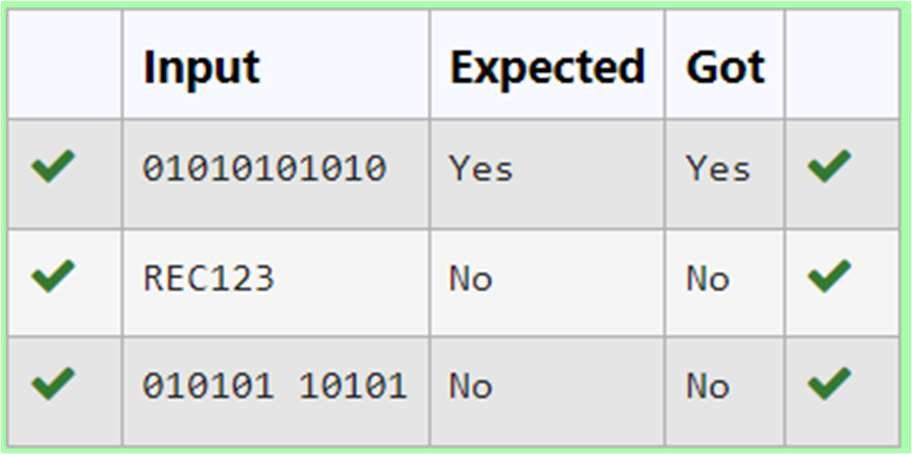 Input Expected Got
01010101010 Yes Yes
REC123 No No
010101 10101 No No